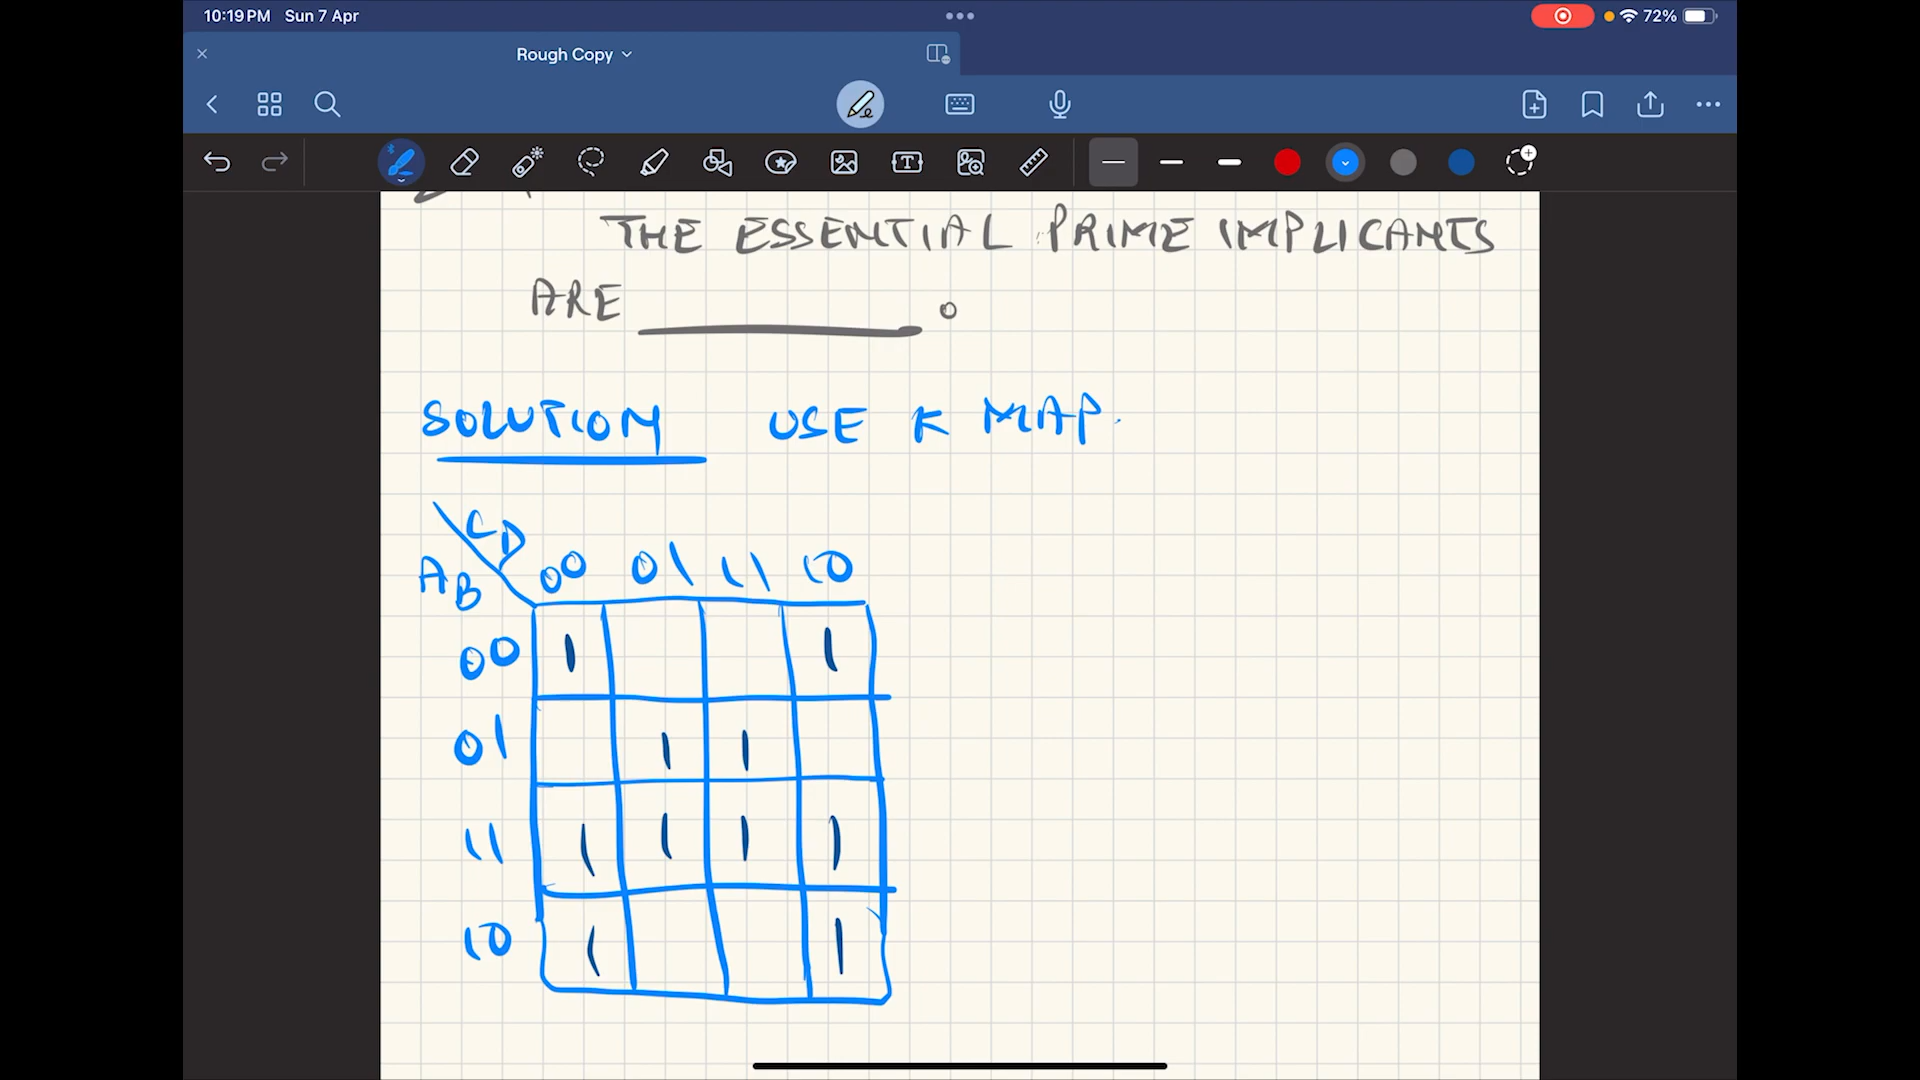 10:19 PM Sun 7 Apr
72%
Rough Copy
THE ESSENTIAL PRIME IMPLICANTS
ARE ________ .
SOLUTION USE K MAP.
CD
AB 00 01 11 10
00 1 1
01 1 1
11 1 1 1 1
10 1 1